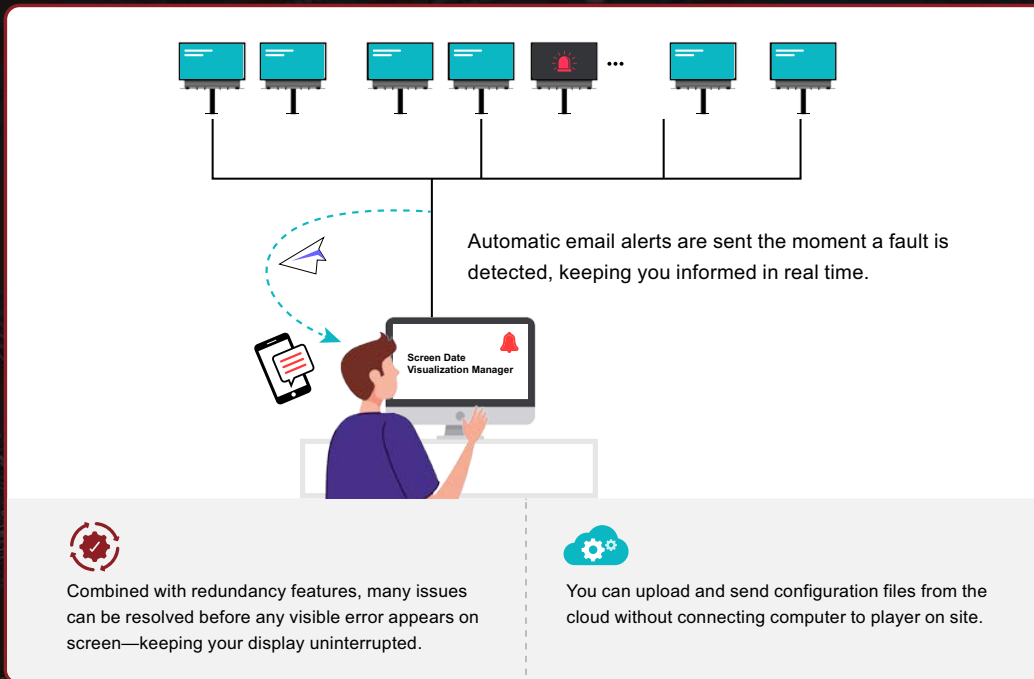 ...
Automatic email alerts are sent the moment a fault is
detected, keeping you informed in real time.
Screen Date
Visualization Manager
Combined with redundancy features, many issues
can be resolved before any visible error appears on
screen—keeping your display uninterrupted.
You can upload and send configuration files from the
cloud without connecting computer to player on site.